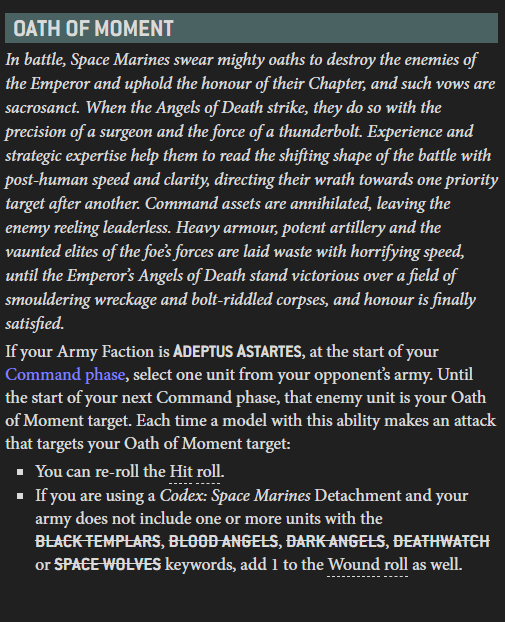 OATH OF MOMENT
In battle, Space Marines swear mighty oaths to destroy the enemies of
the Emperor and uphold the honour of their Chapter, and such vows are
sacrosanct. When the Angels of Death strike, they do so with the
precision of a surgeon and the force of a thunderbolt. Experience and
strategic expertise help them to read the shifting shape of the battle with
post-human speed and clarity, directing their wrath towards one priority
target after another. Command assets are annihilated, leaving the
enemy reeling leaderless. Heavy armour, potent artillery and the
vaunted elites of the foe's forces are laid waste with horrifying speed,
until the Emperor's Angels of Death stand victorious over a field of
smouldering wreckage and bolt-riddled corpses, and honour is finally
satisfied.
If your Army Faction is ADEPTUS ASTARTES, at the start of your
Command phase, select one unit from your opponent's army. Until
the start of your next Command phase, that enemy unit is your Oath
of Moment target. Each time a model with this ability makes an attack
that targets your Oath of Moment target:
▪ You can re-roll the Hit roll.
▪ If you are using a Codex: Space Marines Detachment and your
army does not include one or more units with the
BLACK TEMPLARS, BLOOD ANGELS, DARK ANGELS, DEATHWATCH
or SPACE WOLVES keywords, add 1 to the Wound roll as well.